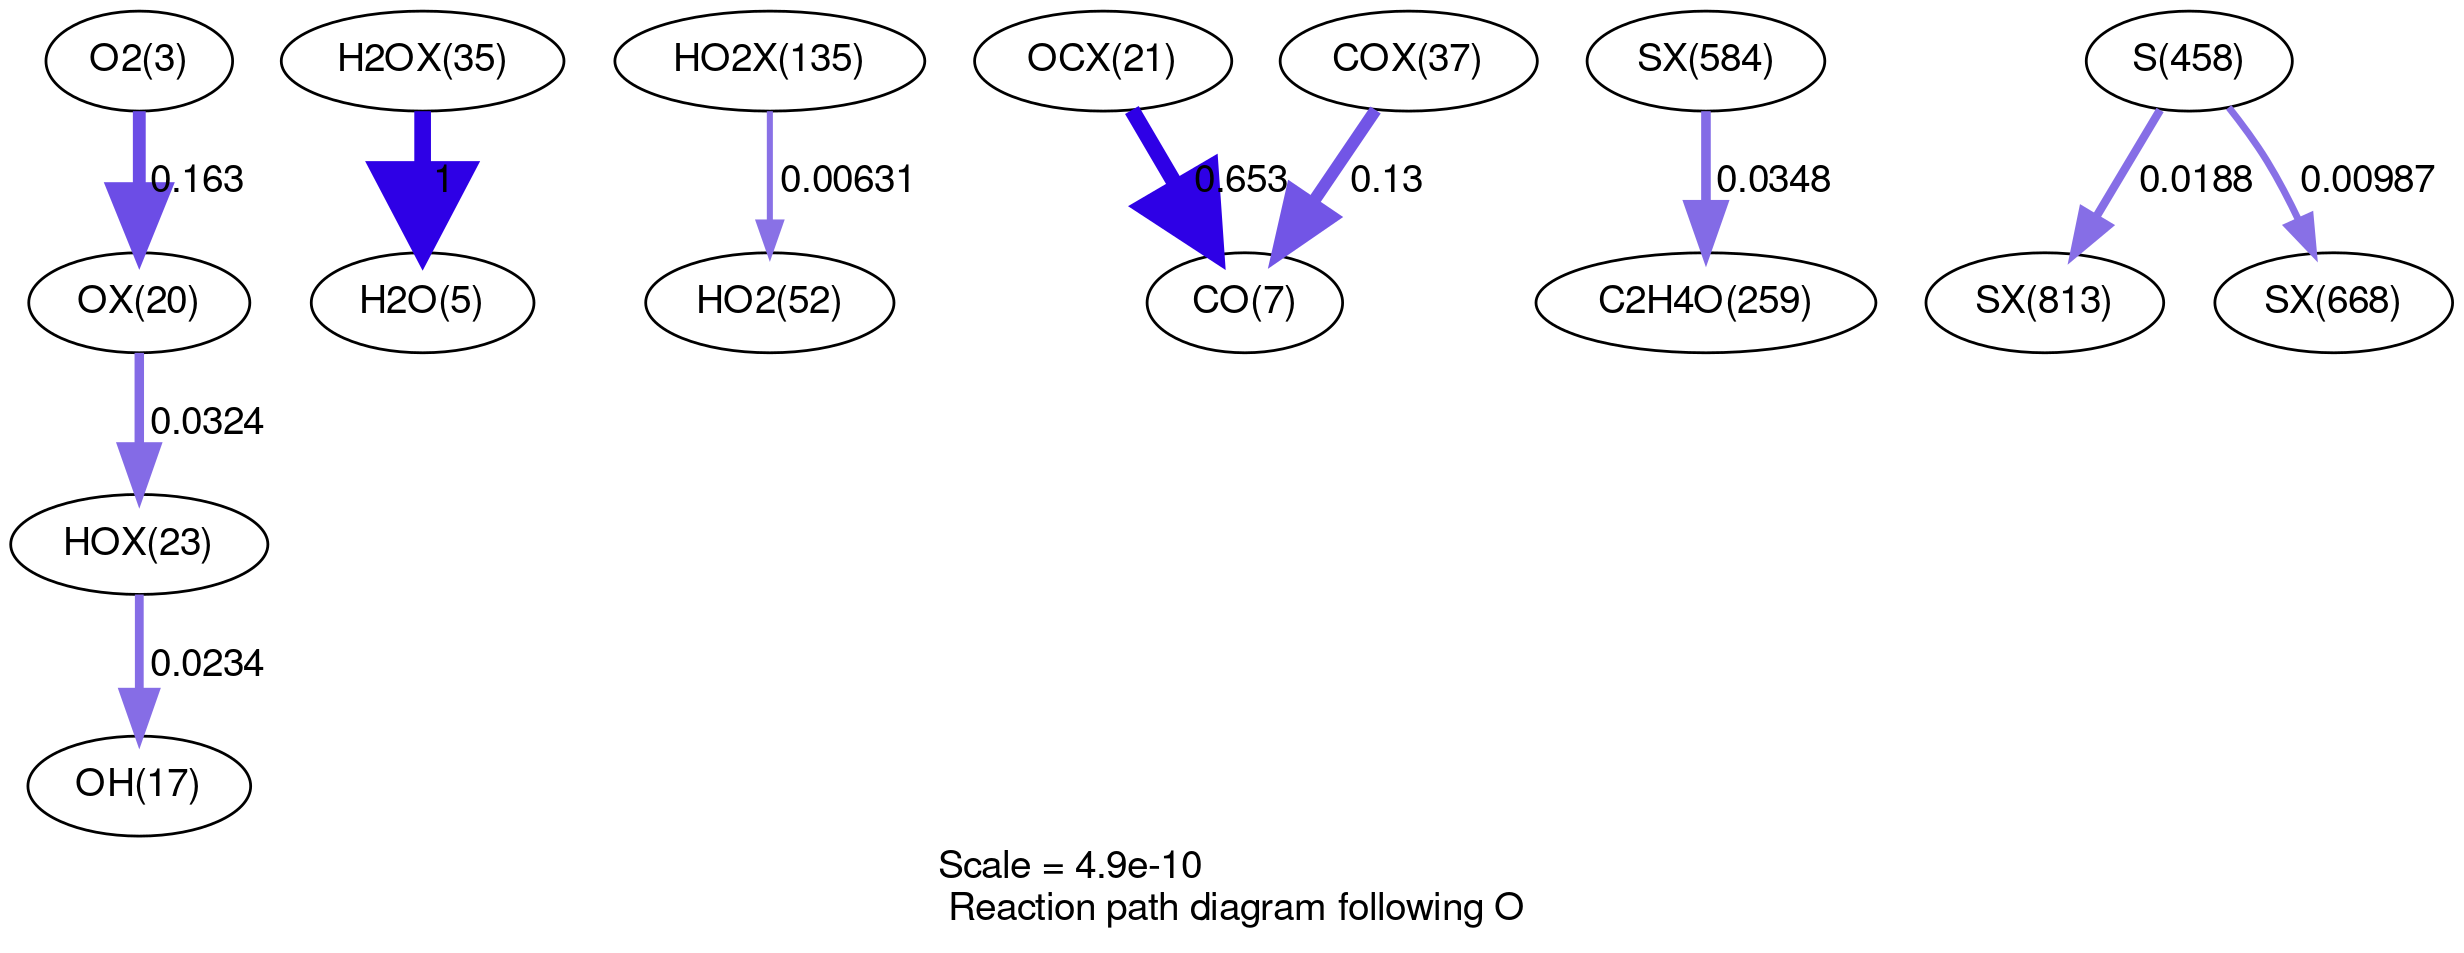 O2(3)
H2OX(35)
HO2X(135)
OCX(21)
COX(37)
SX(584)
S(458)
0.163
1
0.00631
0.653
0.13
0.0348
0.0188
0.00987
OX(20)
H2O(5)
HO2(52)
CO(7)
C2H4O(259)
SX(813)
SX(668)
0.0324
HOX(23)
0.0234
OH(17)
Scale = 4.9e-10
Reaction path diagram following O